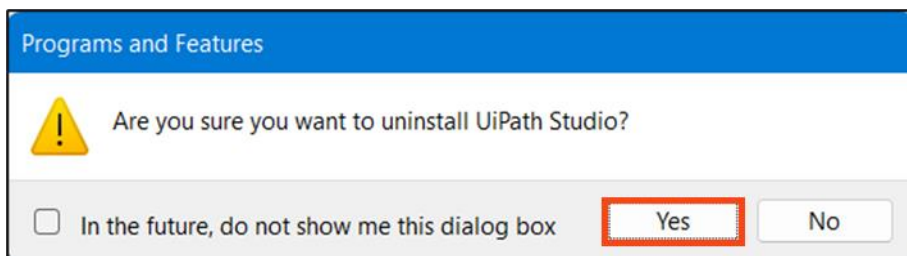 Programs and Features
Are you sure you want to uninstall UiPath Studio?
In the future, do not show me this dialog box
Yes
No